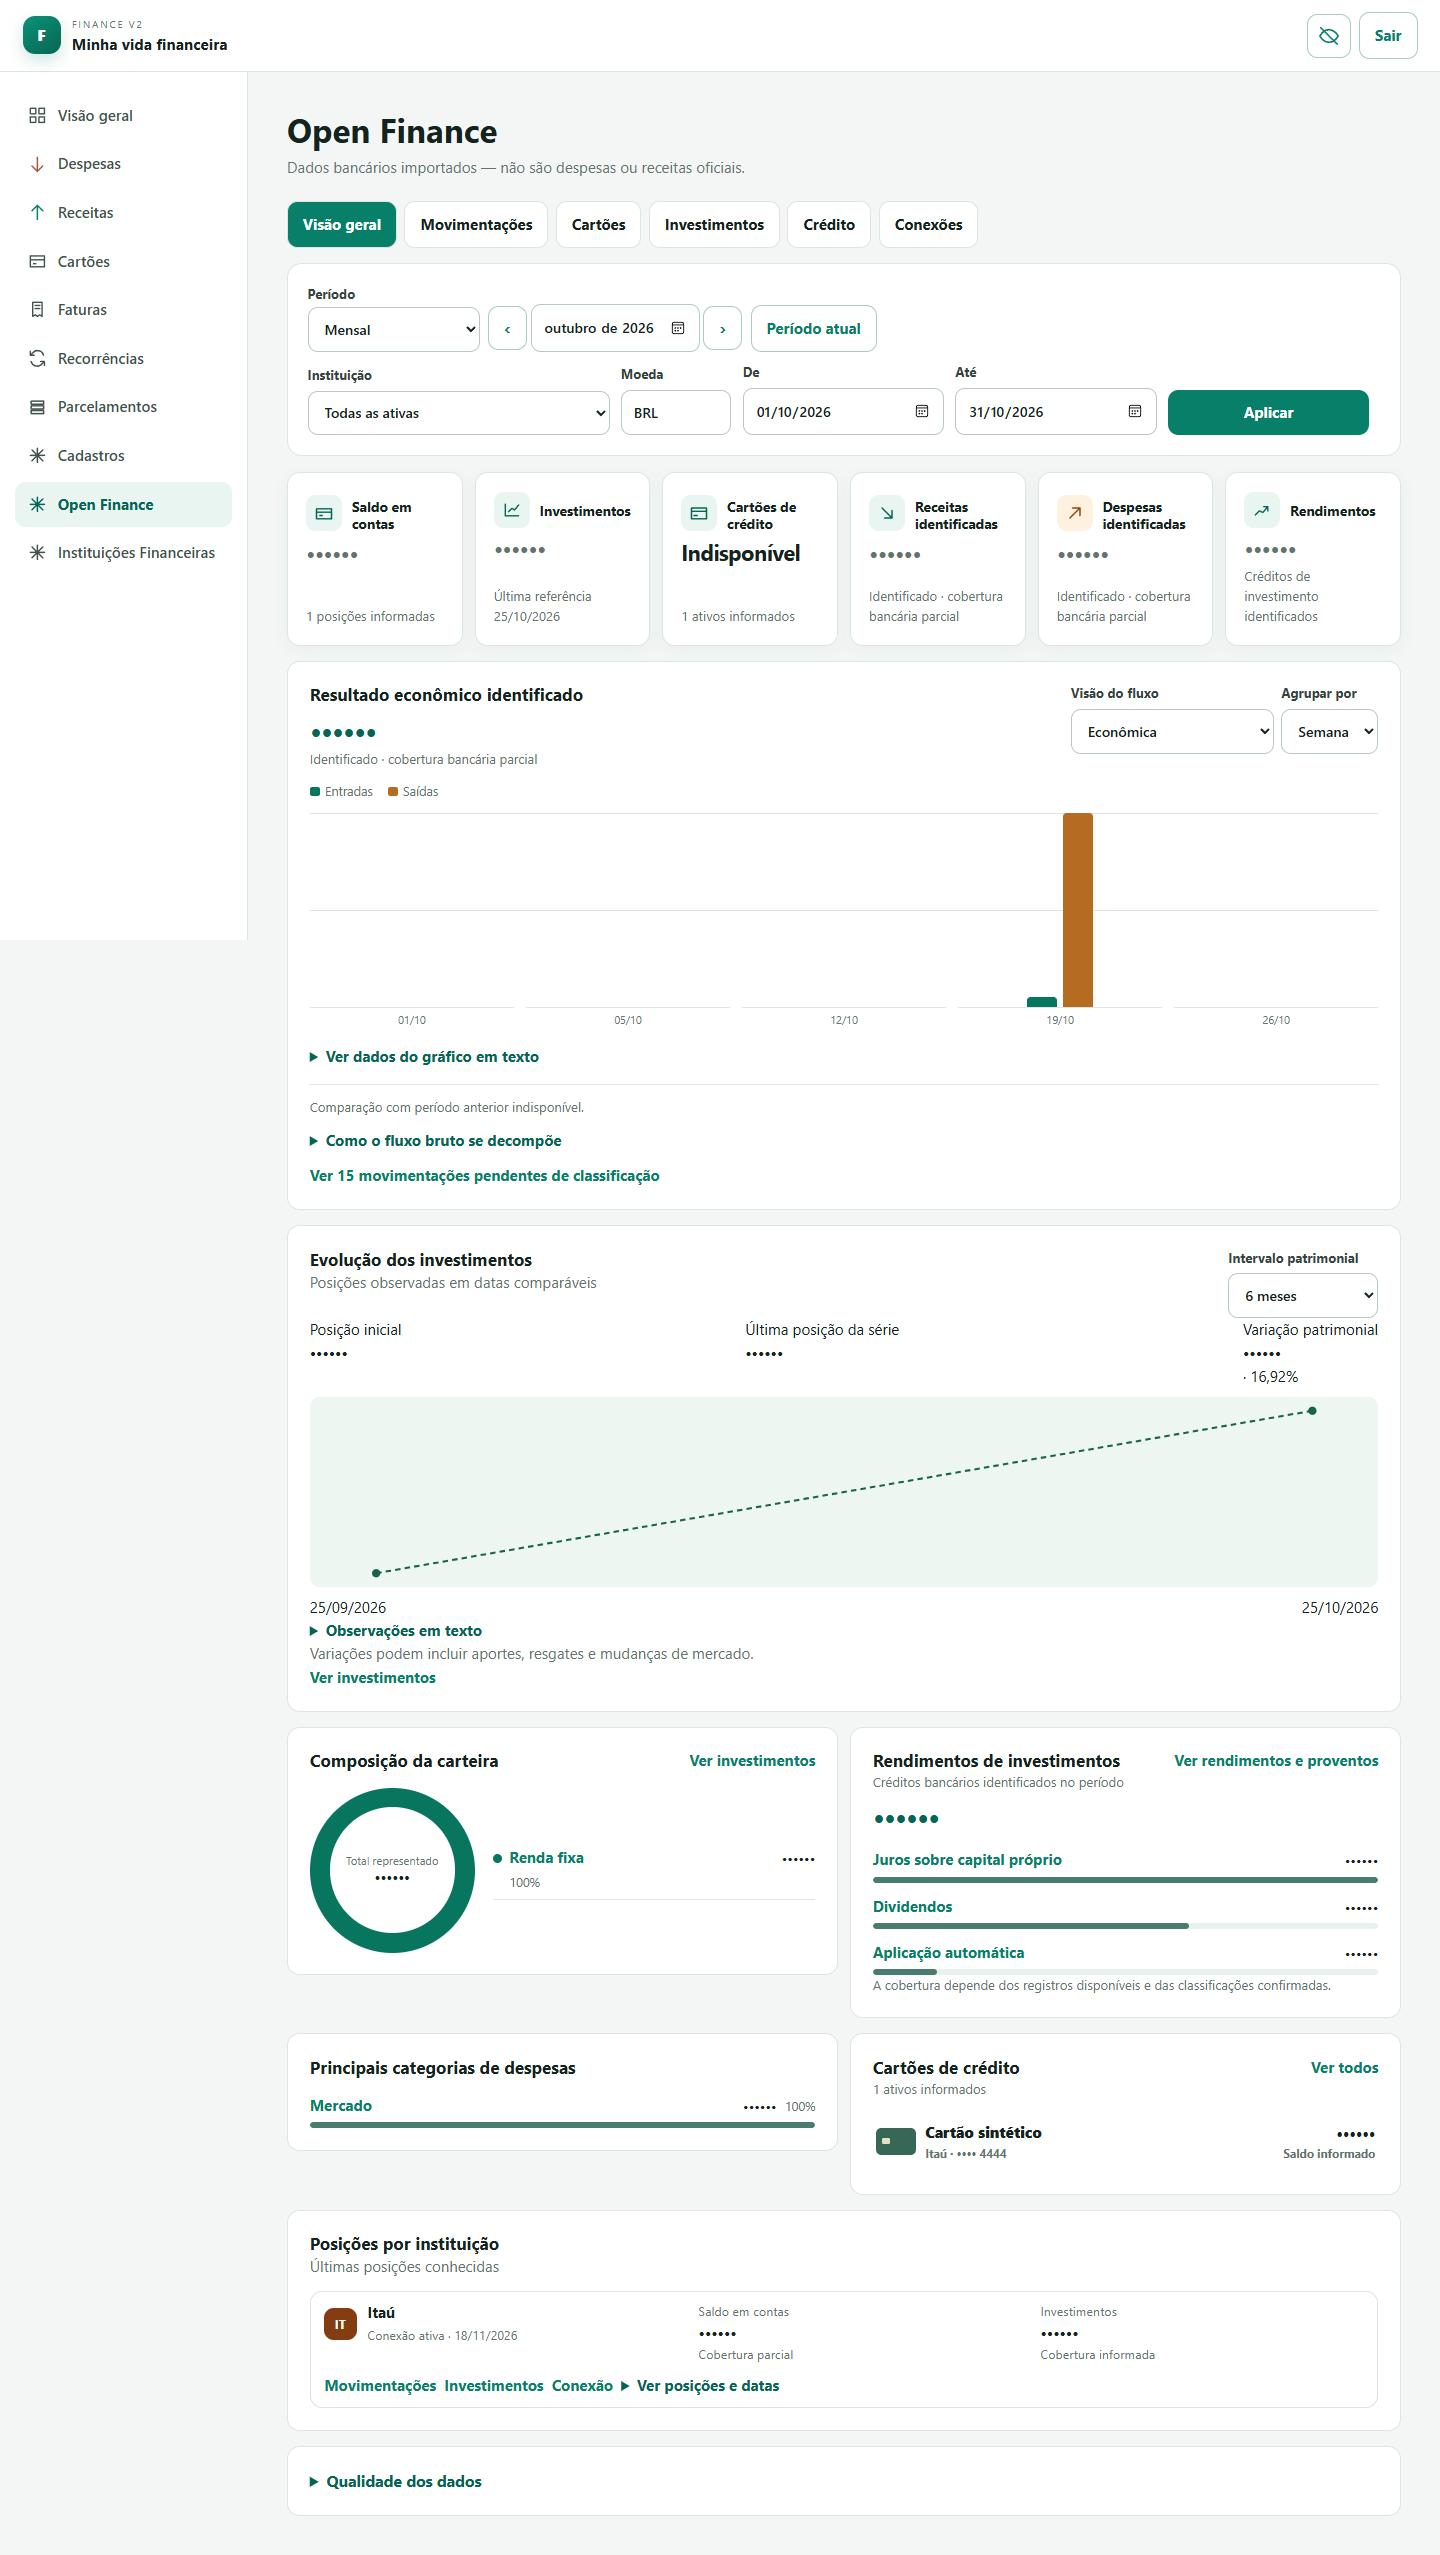 F
FINANCE V2
Minha vida financeira
Sair
Visão geral
Despesas
Receitas
Cartões
Faturas
Recorrências
Parcelamentos
Cadastros
Open Finance
Instituições Financeiras
Open Finance
Dados bancários importados — não são despesas ou receitas oficiais.
Visão geral
Movimentações
Cartões
Investimentos
Crédito
Conexões
Período
Mensal
‹
outubro de 2026
›
Período atual
Instituição
Moeda
De
Até
Todas as ativas
BRL
01/10/2026
31/10/2026
Aplicar
Saldo em
contas
••••••
1 posições informadas
Investimentos
••••••
Última referência
25/10/2026
Cartões de
crédito
Indisponível
1 ativos informados
Receitas
identificadas
••••••
Identificado · cobertura
bancária parcial
Despesas
identificadas
••••••
Identificado · cobertura
bancária parcial
Rendimentos
••••••
Créditos de
investimento
identificados
Resultado econômico identificado
••••••
Identificado · cobertura bancária parcial
Visão do fluxo
Econômica
Agrupar por
Semana
Entradas
Saídas
01/10
05/10
12/10
19/10
26/10
Ver dados do gráfico em texto
Comparação com período anterior indisponível.
Como o fluxo bruto se decompõe
Ver 15 movimentações pendentes de classificação
Evolução dos investimentos
Posições observadas em datas comparáveis
Intervalo patrimonial
6 meses
Posição inicial
••••••
Última posição da série
••••••
Variação patrimonial
••••••
· 16,92%
25/09/2026
25/10/2026
Observações em texto
Variações podem incluir aportes, resgates e mudanças de mercado.
Ver investimentos
Composição da carteira
Ver investimentos
Total representado
••••••
Renda fixa
••••••
100%
Rendimentos de investimentos
Ver rendimentos e proventos
Créditos bancários identificados no período
••••••
Juros sobre capital próprio
••••••
Dividendos
••••••
Aplicação automática
••••••
A cobertura depende dos registros disponíveis e das classificações confirmadas.
Principais categorias de despesas
Mercado
•••••• 100%
Cartões de crédito
Ver todos
1 ativos informados
Cartão sintético
Itaú · •••• 4444
••••••
Saldo informado
Posições por instituição
Últimas posições conhecidas
IT
Itaú
Conexão ativa · 18/11/2026
Saldo em contas
••••••
Cobertura parcial
Investimentos
••••••
Cobertura informada
Movimentações Investimentos Conexão Ver posições e datas
Qualidade dos dados